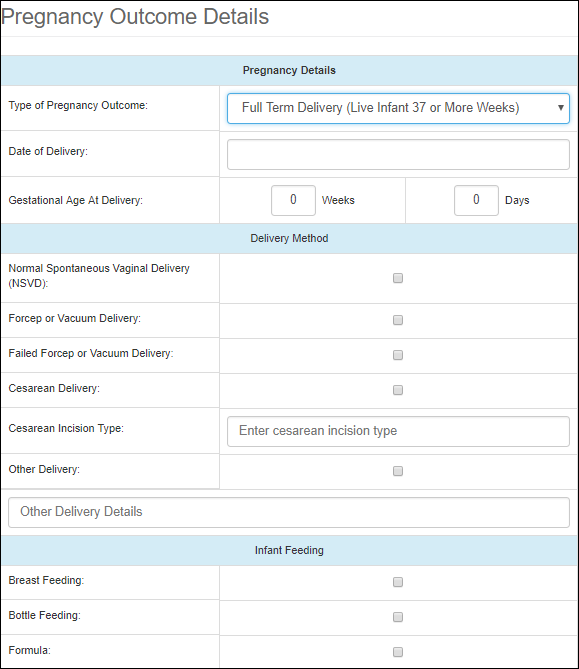 Pregnancy Outcome Details
Pregnancy Details
Type of Pregnancy Outcome:
Full Term Delivery (Live Infant 37 or More Weeks)
Date of Delivery:
Gestational Age At Delivery:
0 Weeks
0 Days
Delivery Method
Normal Spontaneous Vaginal Delivery
(NSVD):
Forcep or Vacuum Delivery:
Failed Forcep or Vacuum Delivery:
Cesarean Delivery:
Cesarean Incision Type:
Enter cesarean incision type
Other Delivery:
Other Delivery Details
Infant Feeding
Breast Feeding:
Bottle Feeding:
Formula: